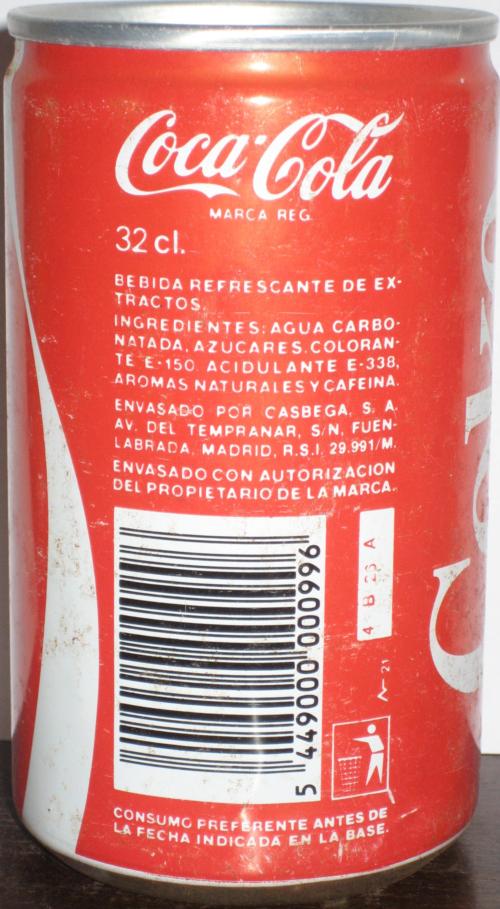 Coca-Cola
MARCA REG.
32 cl.
BEBIDA REFRESCANTE DE EX-
TRACTOS.
INGREDIENTES: AGUA CARBO-
NATADA, AZUCARES. COLORAN-
TE E-150. ACIDULANTE E-338,
AROMAS NATURALES Y CAFEINA.
ENVASADO POR CASBEGA, S. A.
AV. DEL TEMPRANAR, S/N, FUEN-
LABRADA, MADRID, R.S.I. 29.991/M.
ENVASADO CON AUTORIZACION
DEL PROPIETARIO DE LA MARCA.
5 449000 000996
21
CONSUMO PREFERENTE ANTES DE
LA FECHA INDICADA EN LA BASE.